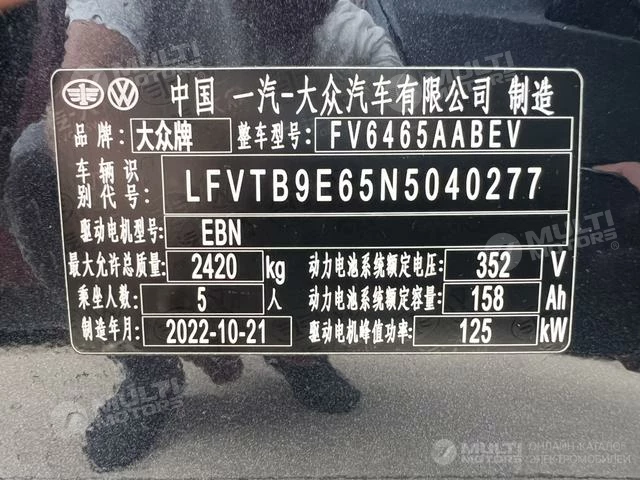 中国 一汽-大众汽车有限公司 制造
品牌: 大众牌 整车型号: FV6465AABEV
车辆识别代号: LFVTB9E65N5040277
驱动电机型号: EBN
最大允许总质量: 2420 kg 动力电池系统额定电压: 352 V
乘坐人数: 5 人 动力电池系统额定容量: 158 Ah
制造年月: 2022-10-21 驱动电机峰值功率: 125 kW
MULTI MOTORS
MULTI MOTORS ОНЛАЙН-КАТАЛОГ ЭЛЕКТРОМОБИЛЕЙ